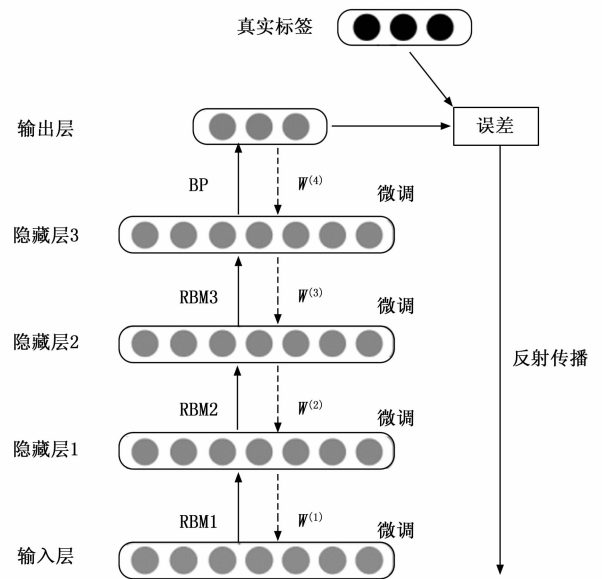 真实标签
输出层
误差
BP
W(4)
微调
隐藏层3
RBM3
W(3)
微调
隐藏层2
反射传播
RBM2
W(2)
微调
隐藏层1
RBM1
W(1)
微调
输入层